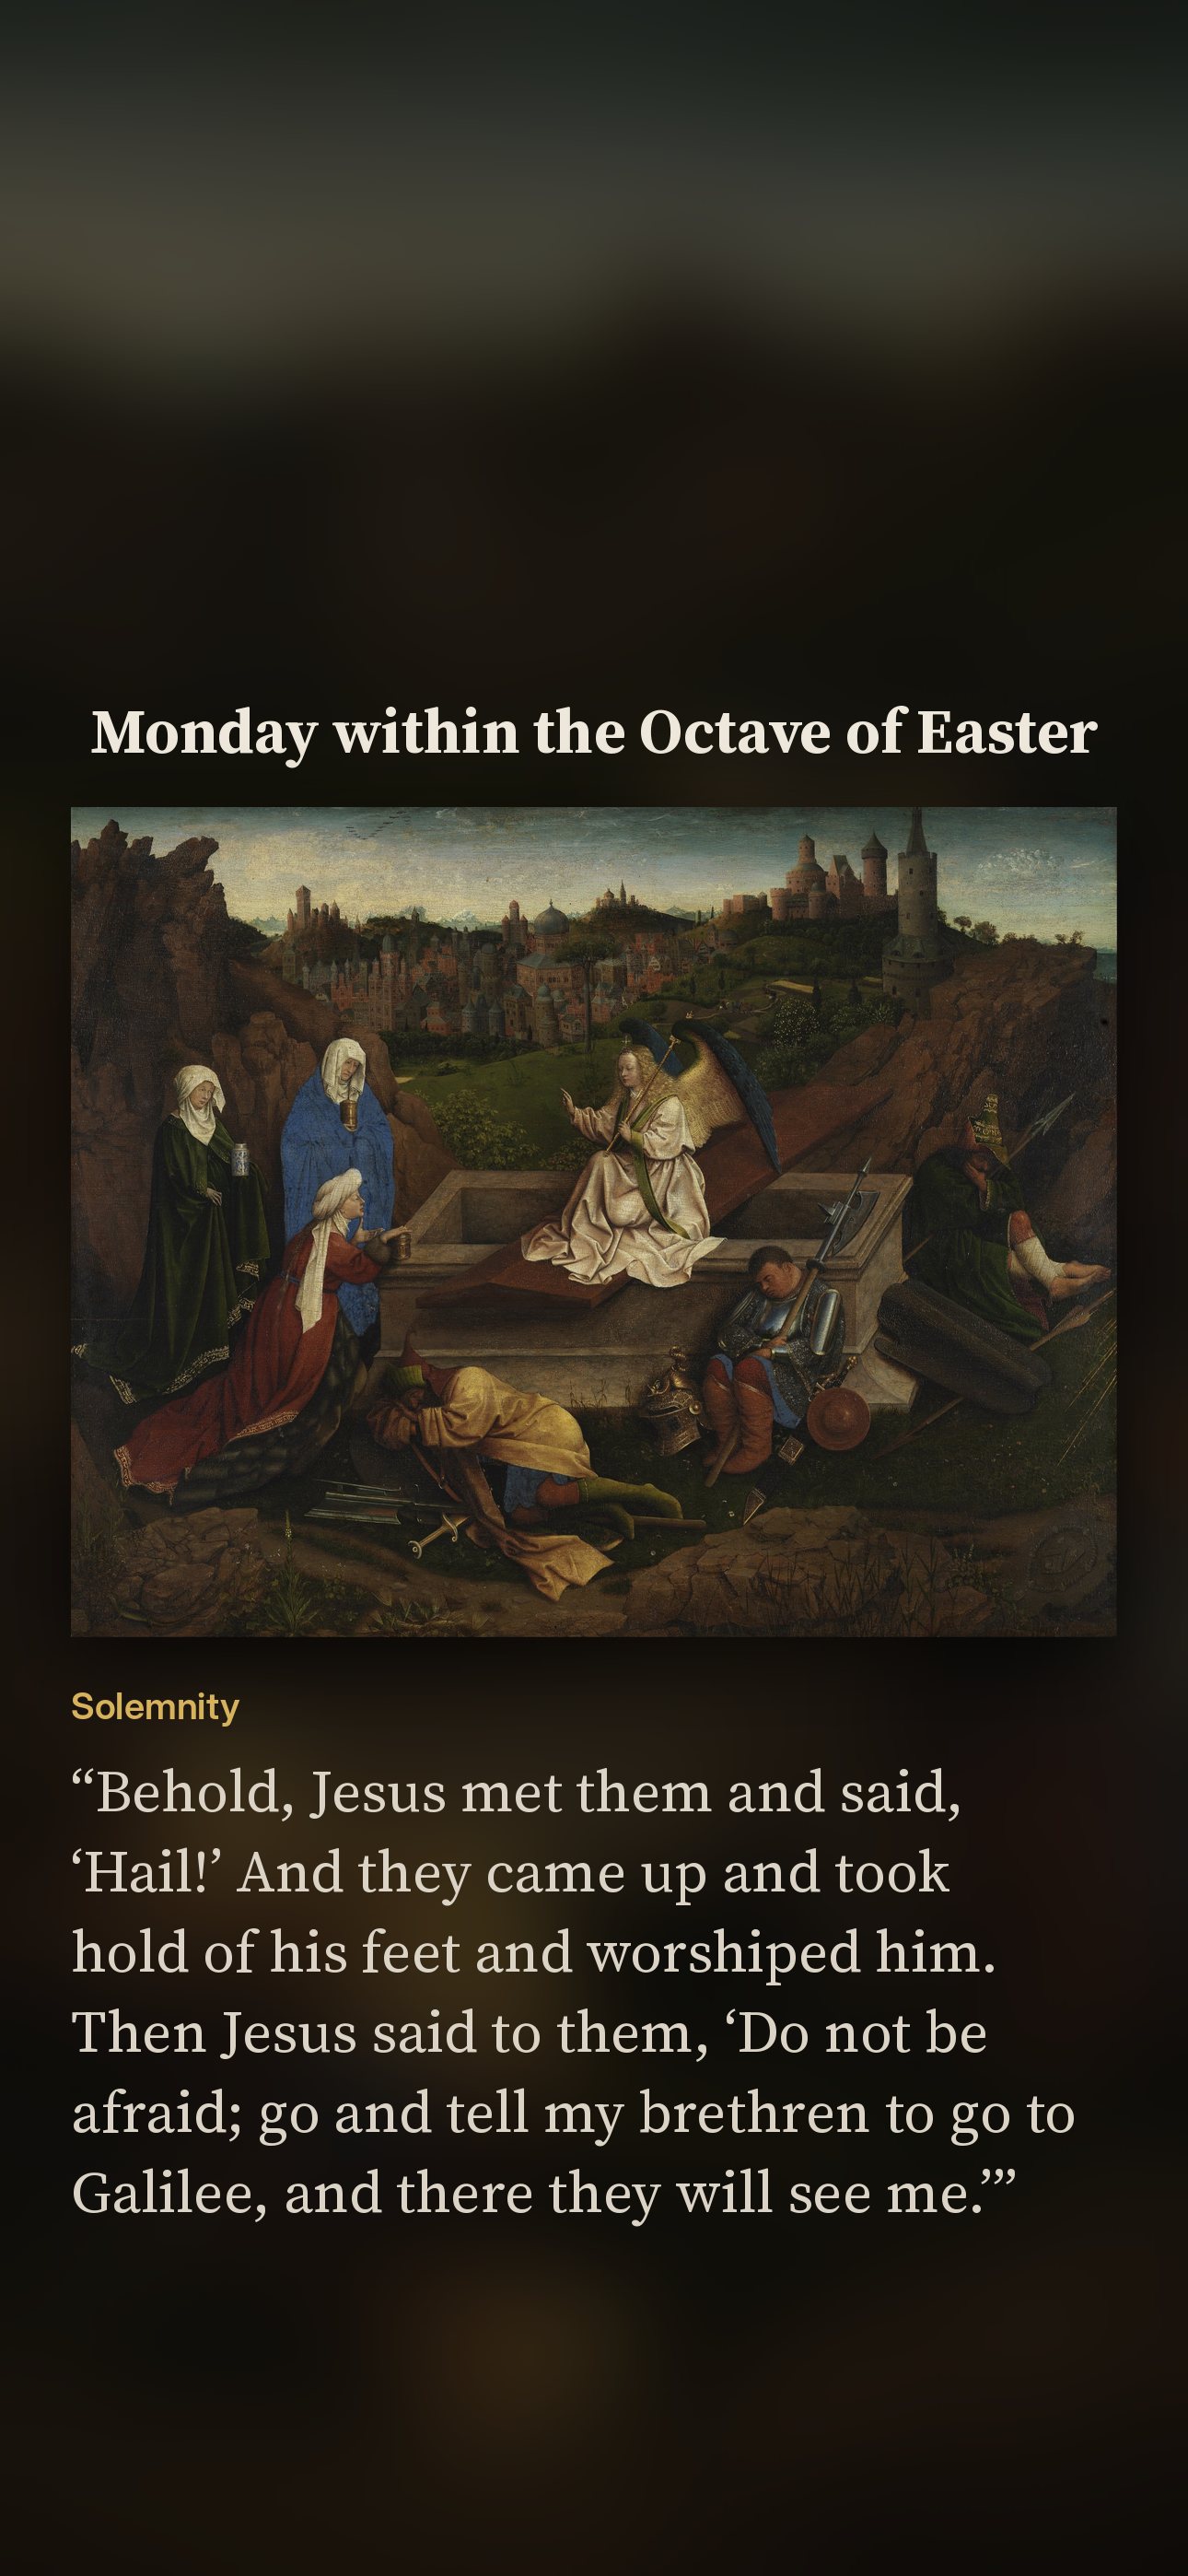 Monday within the Octave of Easter
Solemnity
“Behold, Jesus met them and said,
‘Hail!’ And they came up and took
hold of his feet and worshiped him.
Then Jesus said to them, ‘Do not be
afraid; go and tell my brethren to go to
Galilee, and there they will see me.’”